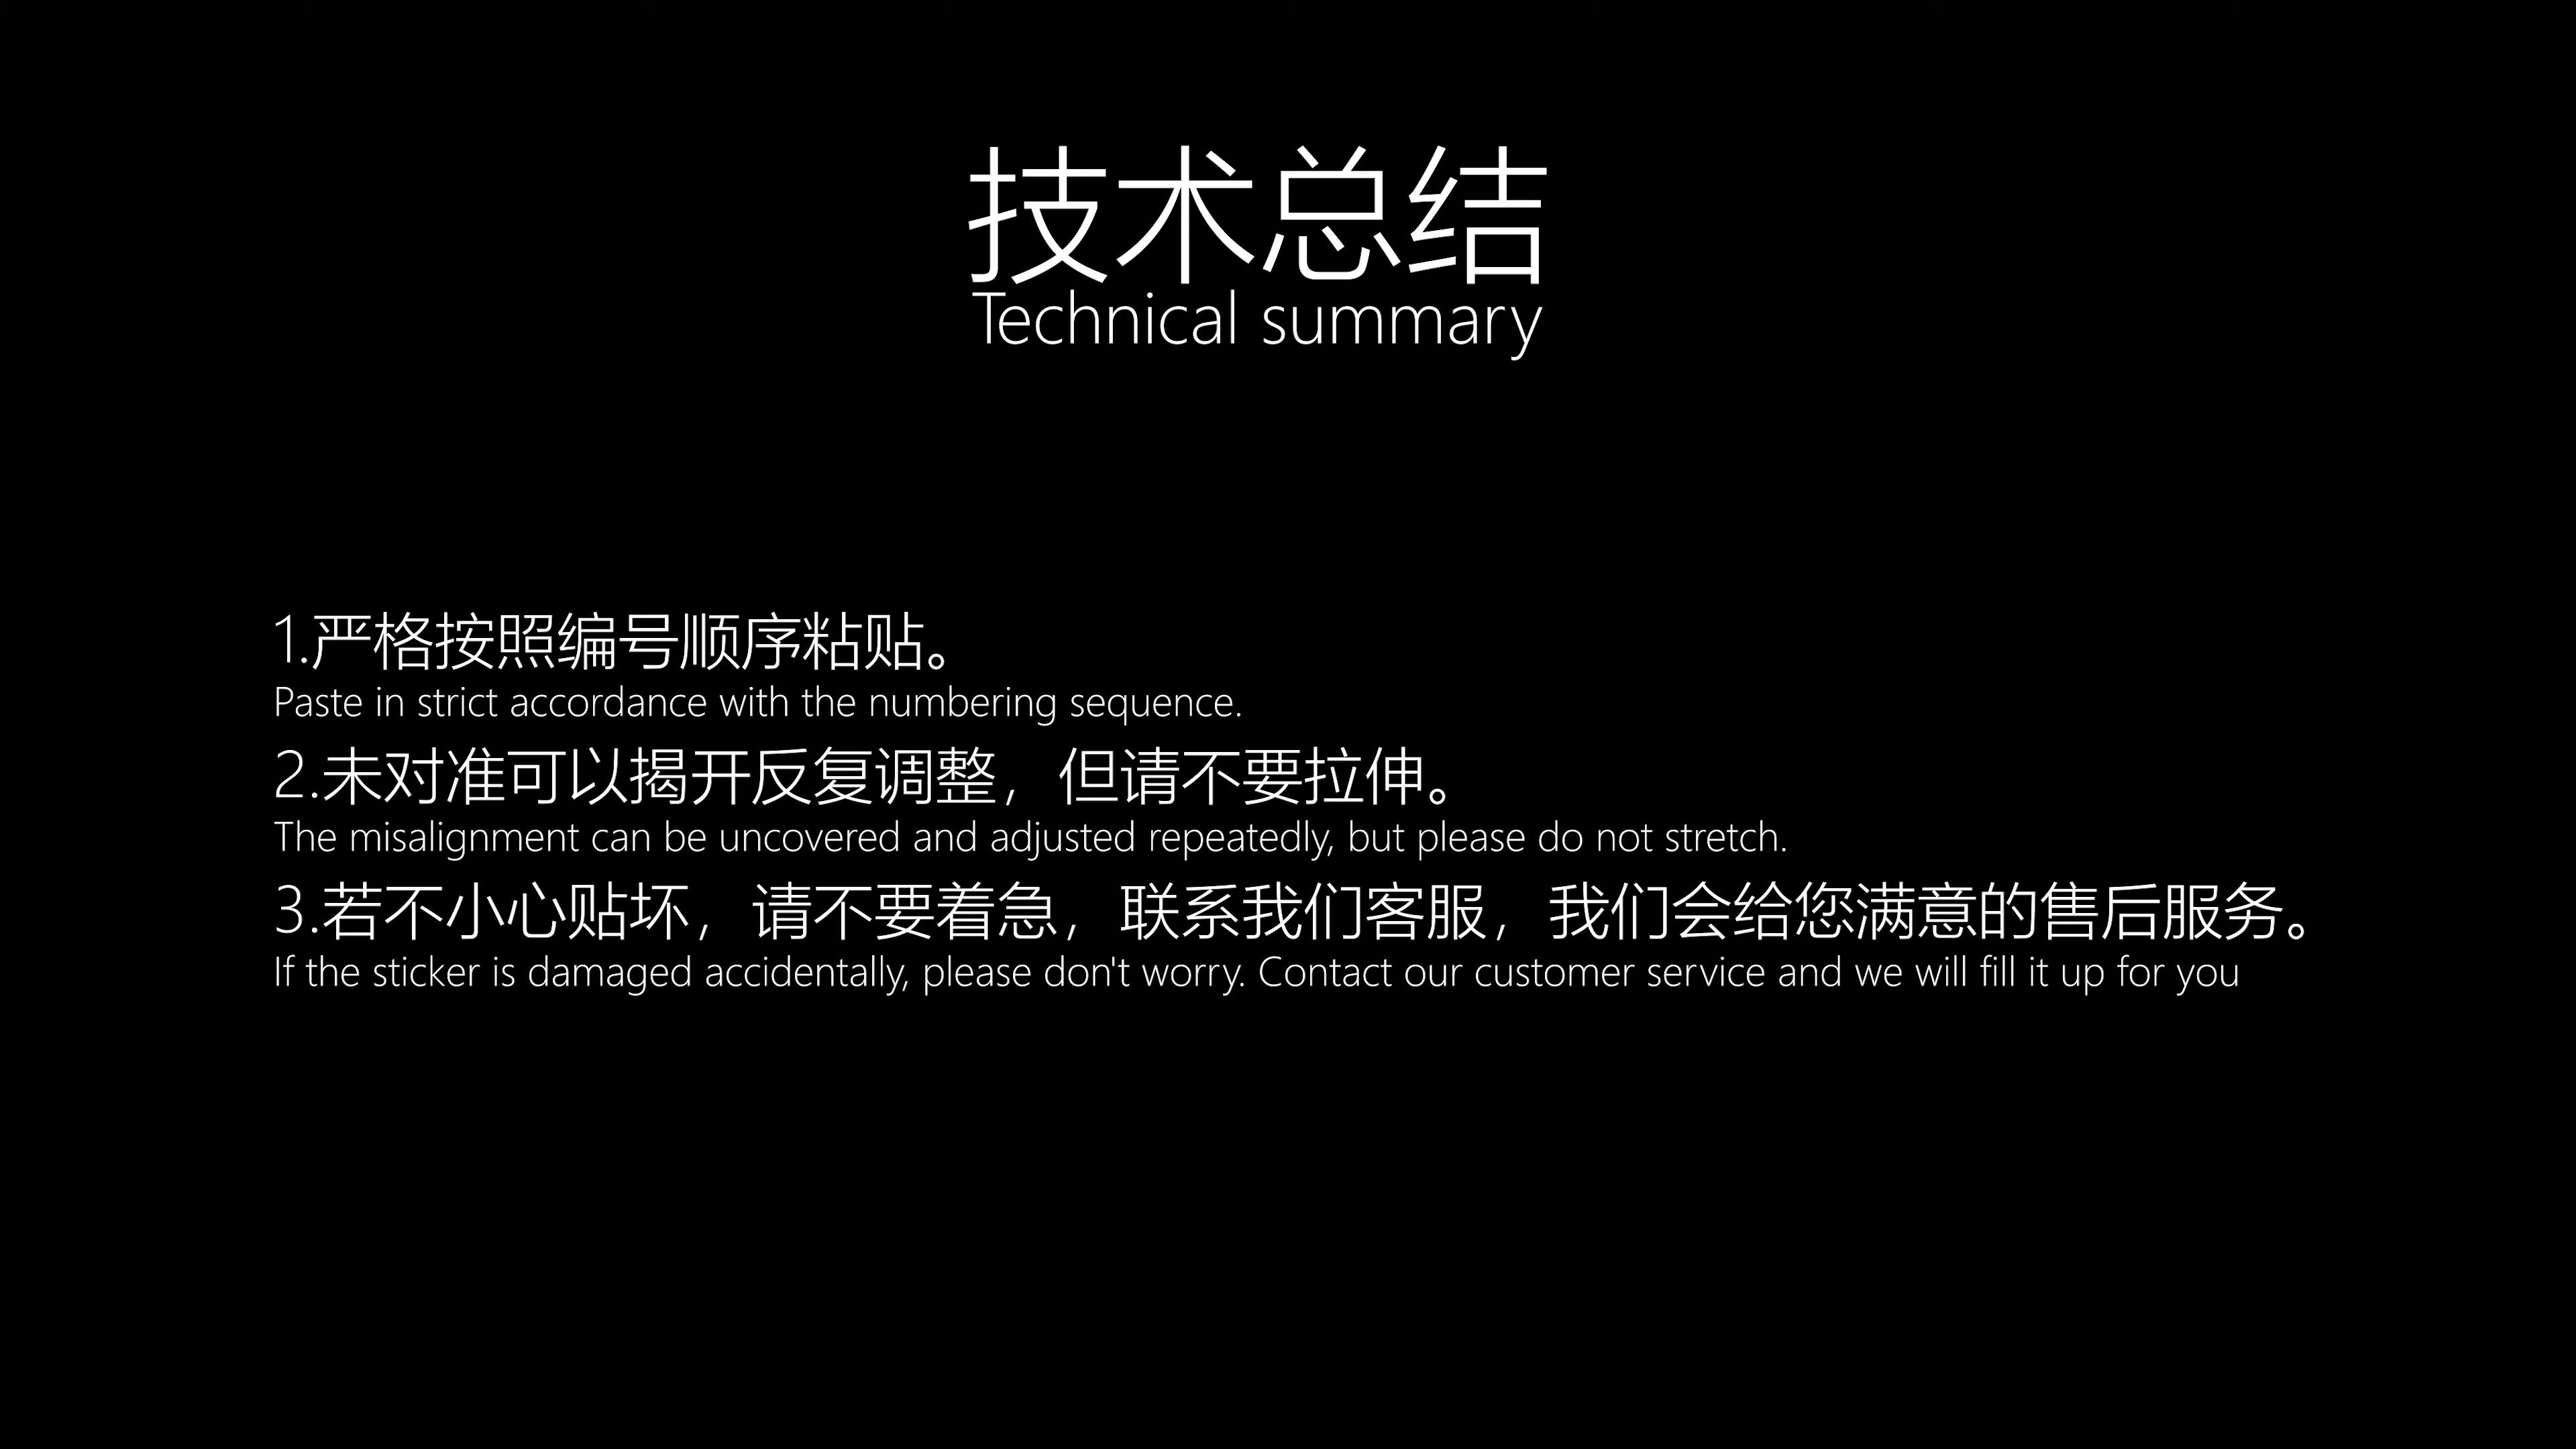 技术总结
Technical summary
1.严格按照编号顺序粘贴。
Paste in strict accordance with the numbering sequence.
2.未对准可以揭开反复调整，但请不要拉伸。
The misalignment can be uncovered and adjusted repeatedly, but please do not stretch.
3.若不小心贴坏，请不要着急，联系我们客服，我们会给您满意的售后服务。
If the sticker is damaged accidentally, please don't worry. Contact our customer service and we will fill it up for you